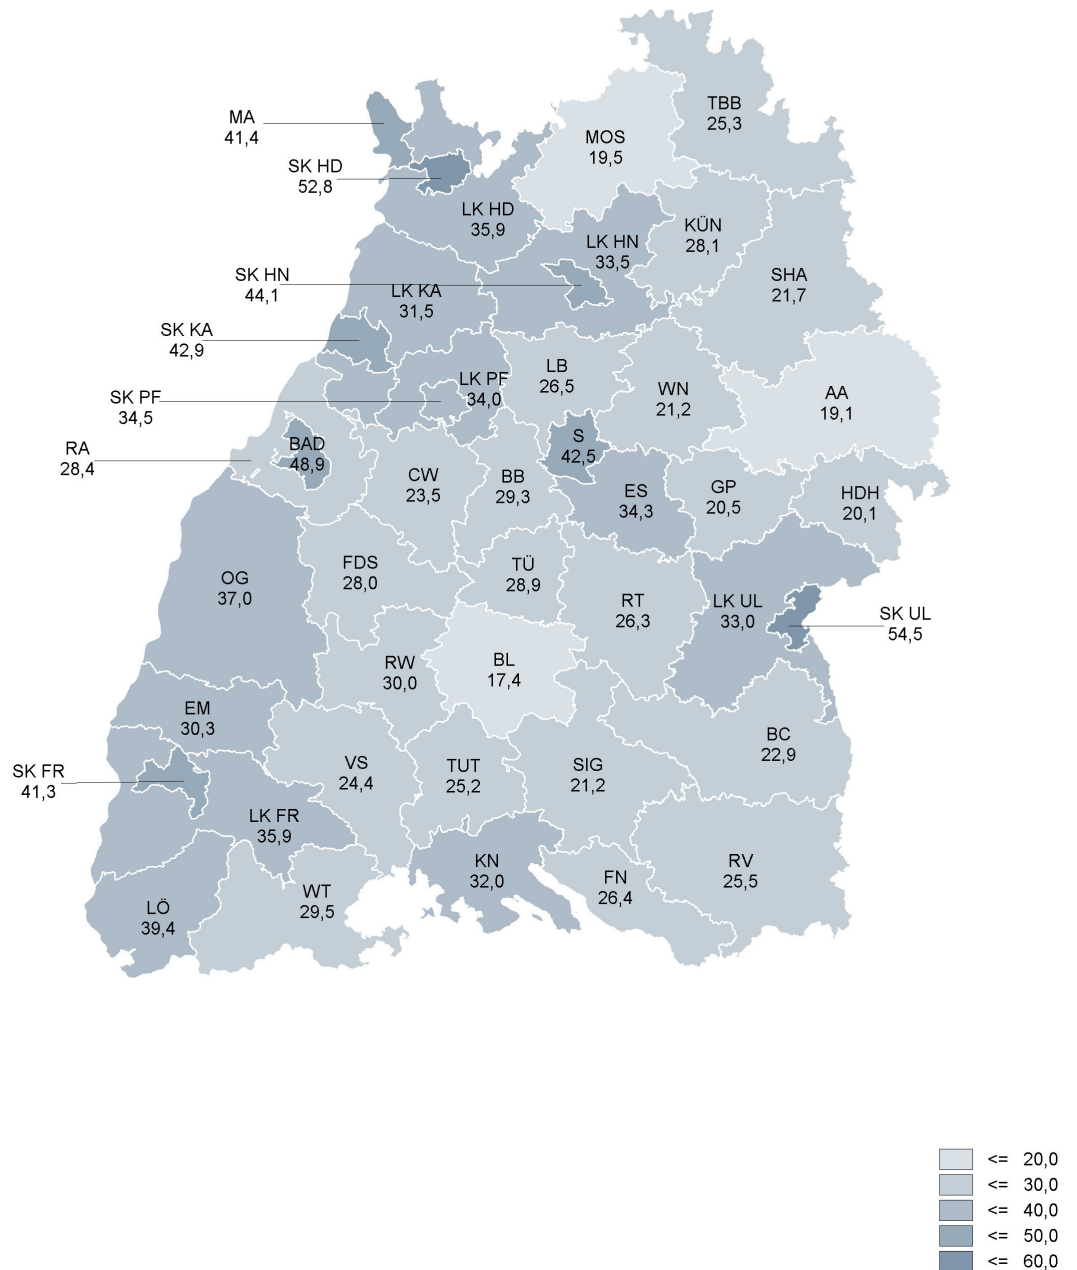 TBB
25,3
MA
41,4
MOS
19,5
SK HD
52,8
LK HD
35,9
KÜN
28,1
LK HN
33,5
SK HN
44,1
SHA
21,7
LK KA
31,5
SK KA
42,9
LB
26,5
LK PF
34,0
WN
21,2
AA
19,1
SK PF
34,5
S
42,5
RA
28,4
BAD
48,9
CW
23,5
BB
29,3
ES
34,3
GP
20,5
HDH
20,1
FDS
28,0
TÜ
28,9
OG
37,0
RT
26,3
LK UL
33,0
SK UL
54,5
RW
30,0
BL
17,4
EM
30,3
BC
22,9
SK FR
41,3
VS
24,4
TUT
25,2
SIG
21,2
LK FR
35,9
KN
32,0
RV
25,5
FN
26,4
WT
29,5
LÖ
39,4
<= 20,0
<= 30,0
<= 40,0
<= 50,0
<= 60,0